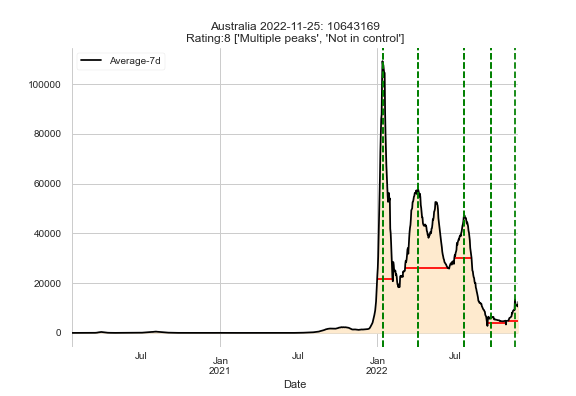 Australia 2022-11-25: 10643169
Rating:8 ['Multiple peaks', 'Not in control']
Average-7d
100000
80000
60000
40000
20000
0
Jul
Jan
2021
Jul
Jan
2022
Jul
Date